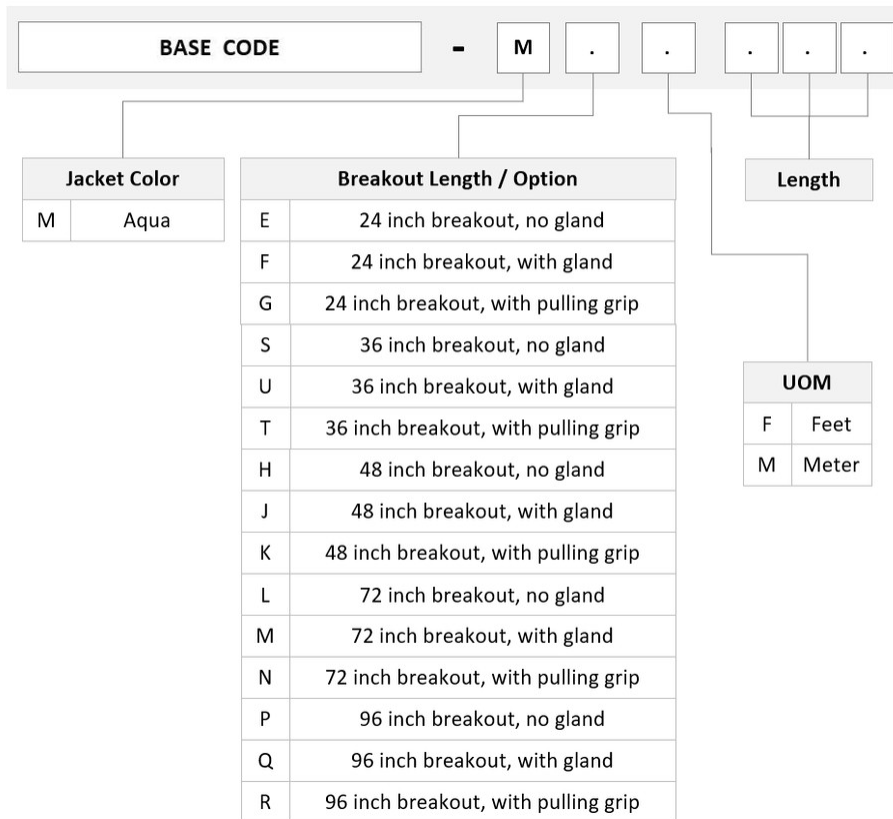 BASE CODE - M . . . . .
Jacket Color
M Aqua
Breakout Length / Option
E 24 inch breakout, no gland
F 24 inch breakout, with gland
G 24 inch breakout, with pulling grip
S 36 inch breakout, no gland
U 36 inch breakout, with gland
T 36 inch breakout, with pulling grip
H 48 inch breakout, no gland
J 48 inch breakout, with gland
K 48 inch breakout, with pulling grip
L 72 inch breakout, no gland
M 72 inch breakout, with gland
N 72 inch breakout, with pulling grip
P 96 inch breakout, no gland
Q 96 inch breakout, with gland
R 96 inch breakout, with pulling grip
Length
UOM
F Feet
M Meter